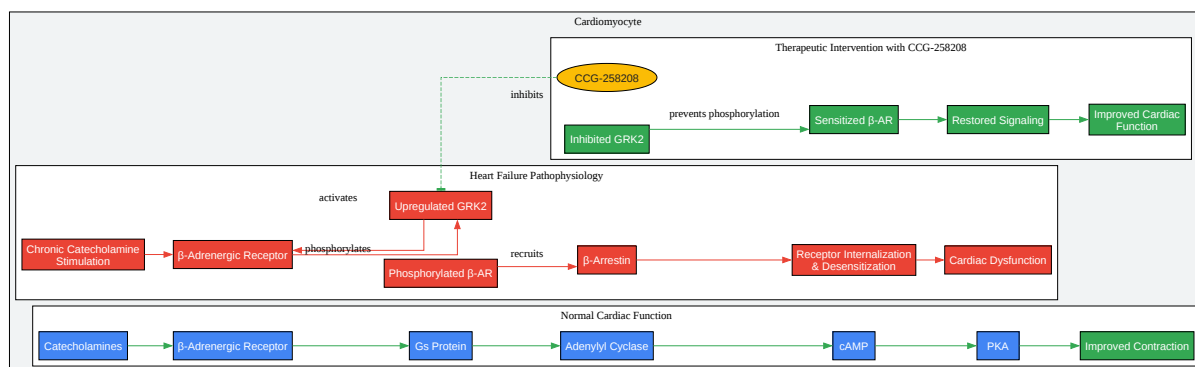 Cardiomyocyte
Therapeutic Intervention with CCG-258208
CCG-258208
inhibits
prevents phosphorylation
Inhibited GRK2
Sensitized β-AR
Restored Signaling
Improved Cardiac
Function
Heart Failure Pathophysiology
activates
Upregulated GRK2
Chronic Catecholamine
Stimulation
β-Adrenergic Receptor
phosphorylates
Phosphorylated β-AR
recruits
β-Arrestin
Receptor Internalization
& Desensitization
Cardiac Dysfunction
Normal Cardiac Function
Catecholamines
β-Adrenergic Receptor
Gs Protein
Adenylyl Cyclase
cAMP
PKA
Improved Contraction